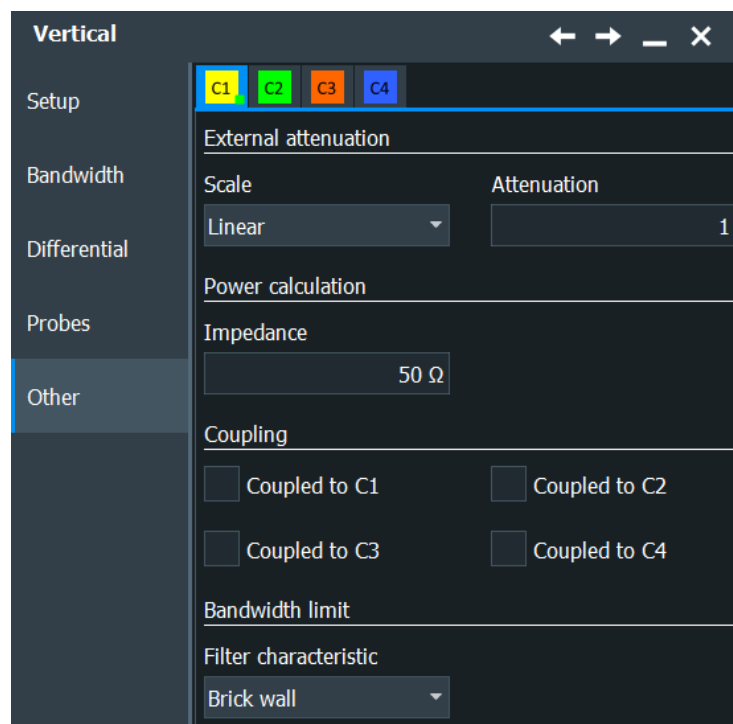 Vertical
Setup
Bandwidth
Differential
Probes
Other
C1 C2 C3 C4
External attenuation
Scale Attenuation
Linear 1
Power calculation
Impedance
50 Ω
Coupling
Coupled to C1 Coupled to C2
Coupled to C3 Coupled to C4
Bandwidth limit
Filter characteristic
Brick wall